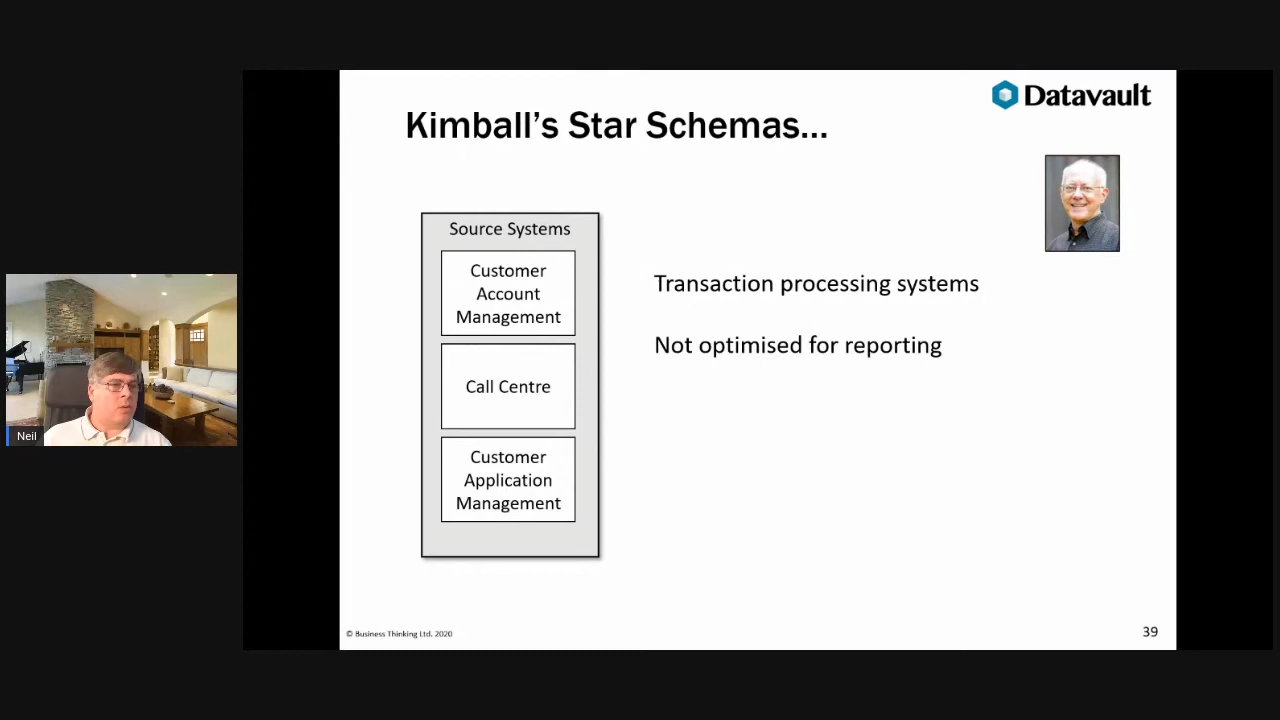 Datavault
Kimball's Star Schemas...
Source Systems
Customer
Account
Management
Call Centre
Customer
Application
Management
Transaction processing systems
Not optimised for reporting
Neil
© Business Thinking Ltd. 2020
39